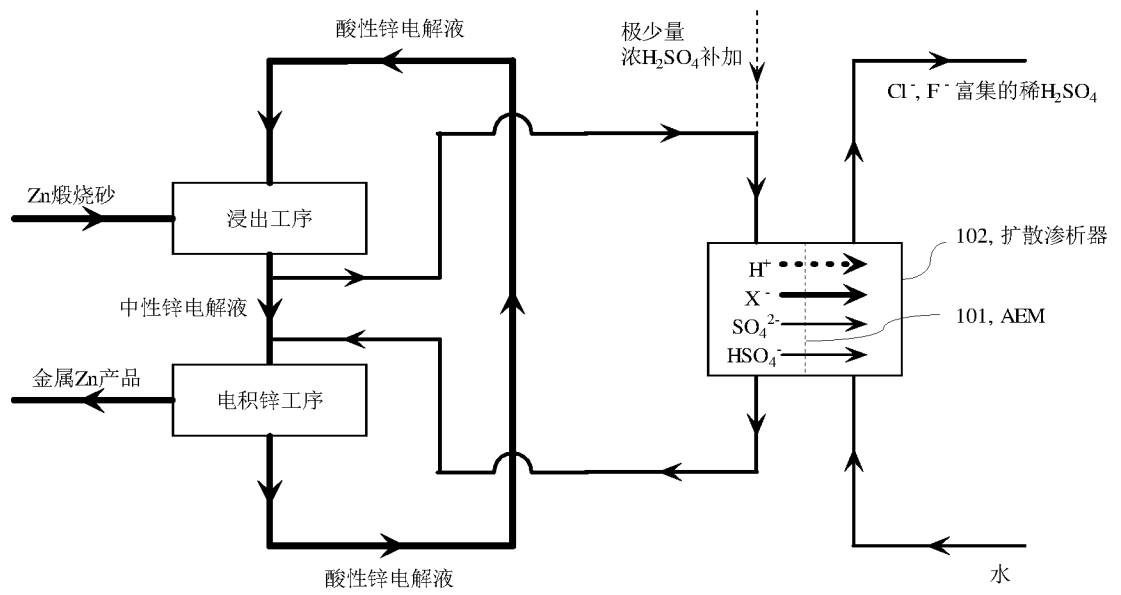 酸性锌电解液
极少量
浓H₂SO₄补加
Cl⁻, F⁻富集的稀H₂SO₄
Zn煅烧砂
浸出工序
102, 扩散渗析器
H⁺
X⁻
中性锌电解液
SO₄²⁻
101, AEM
HSO₄⁻
金属Zn产品
电积锌工序
酸性锌电解液
水